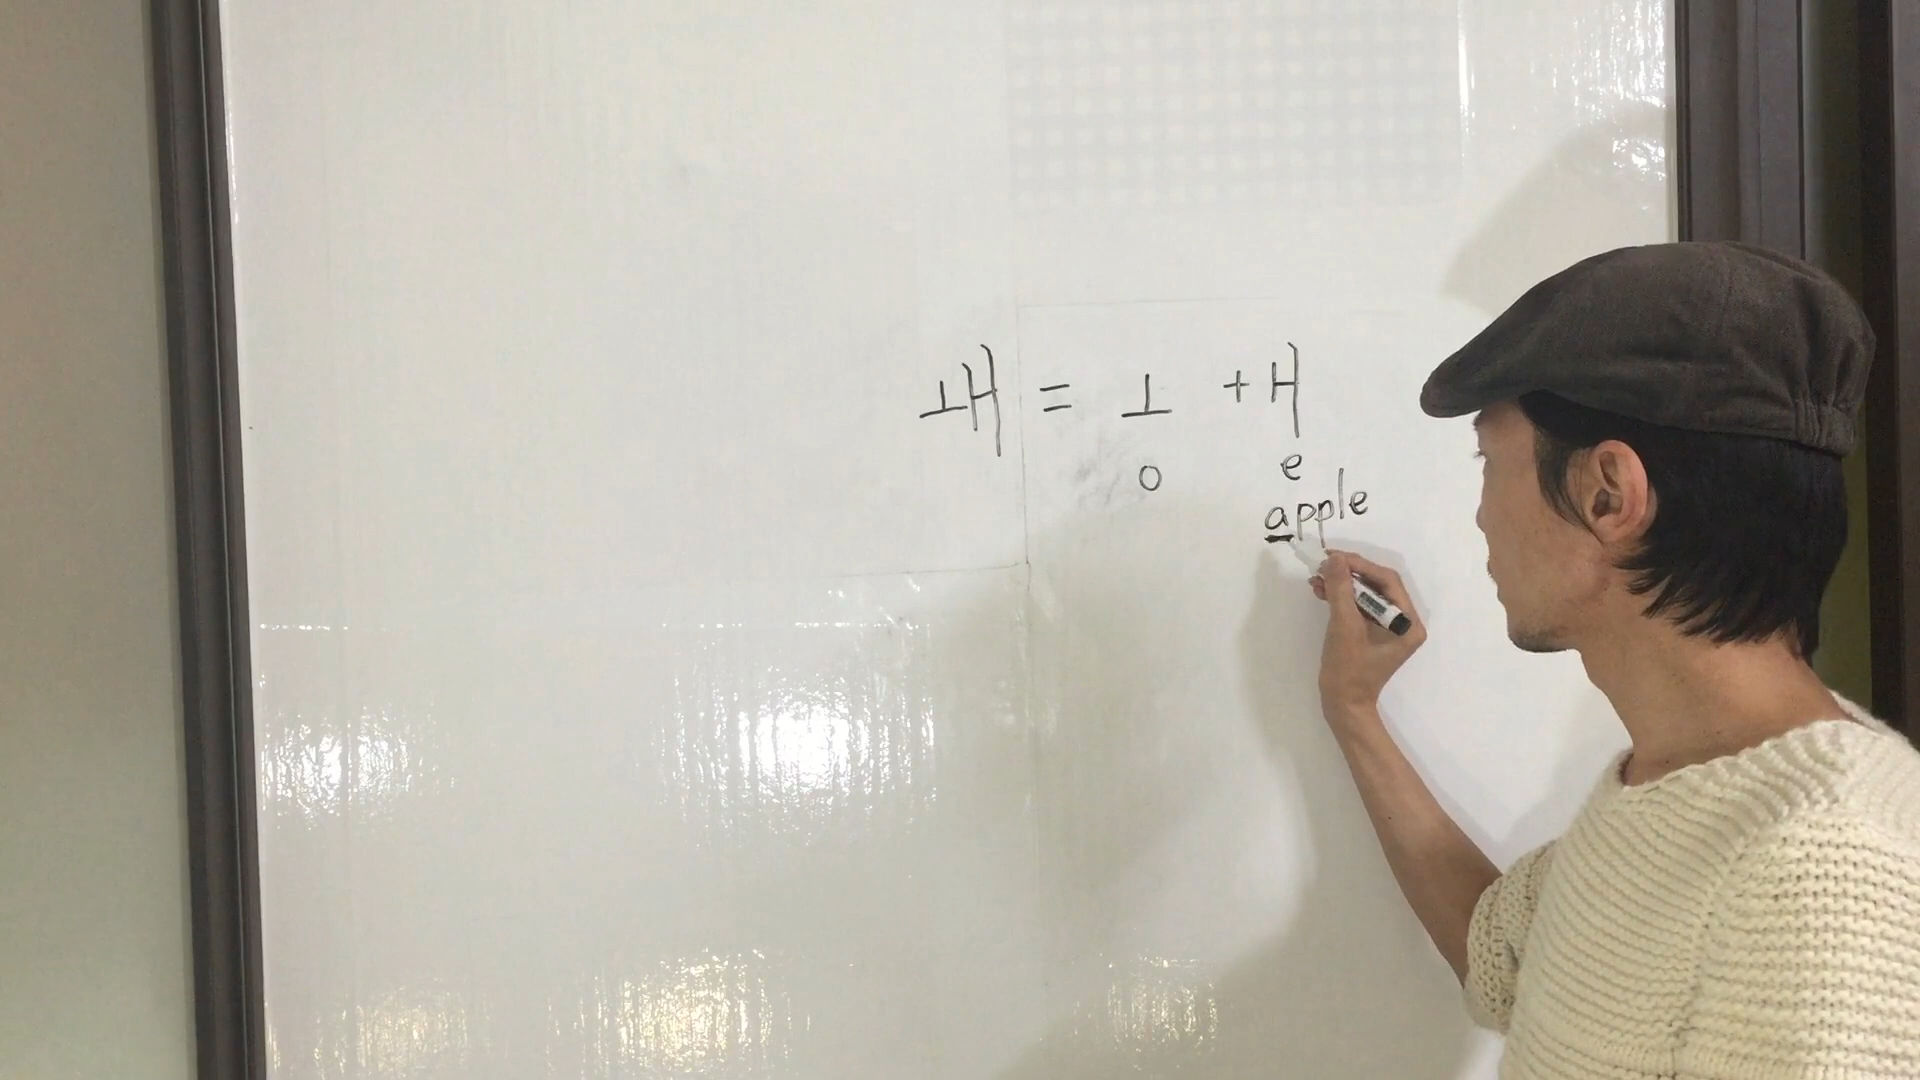 ㅙ = ㅗ + ㅐ
o e
apple